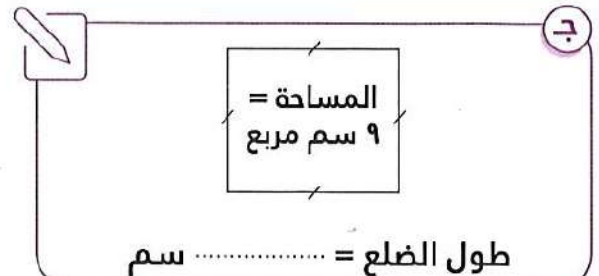 ج
المساحة =
٩ سم مربع
طول الضلع = .................. سم